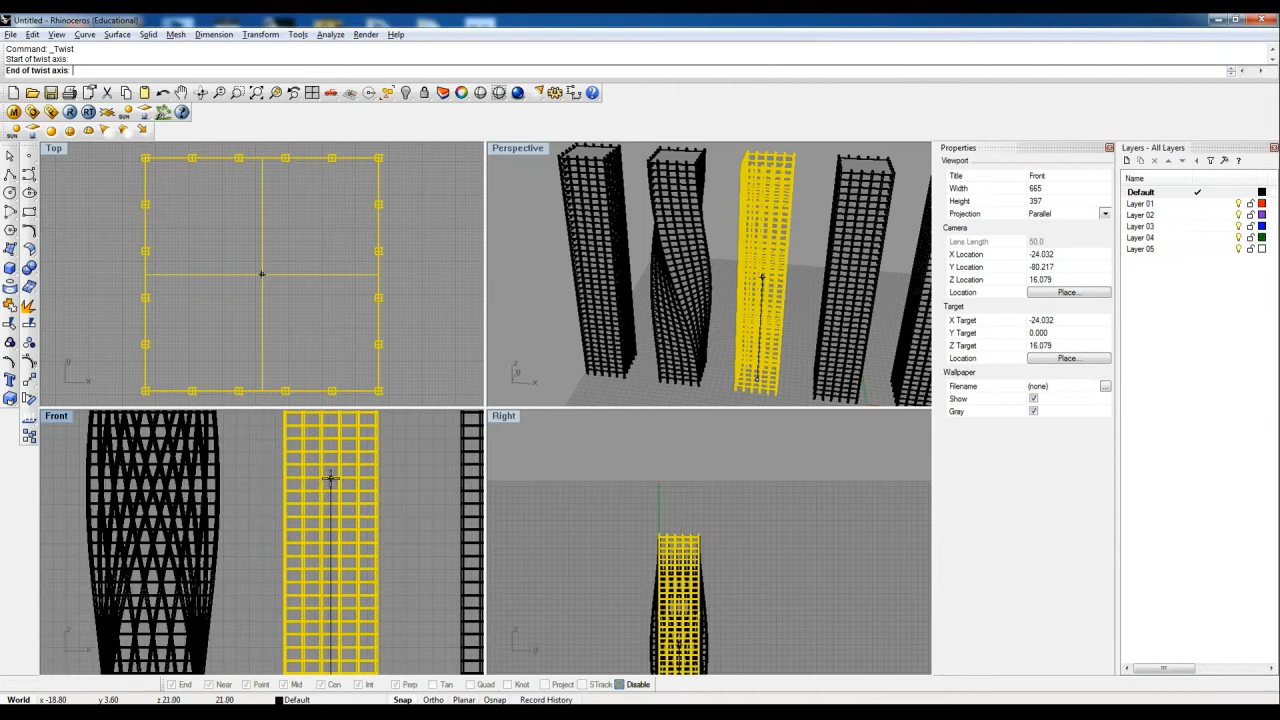 Untitled - Rhinoceros (Educational)
File Edit View Curve Surface Solid Mesh Dimension Transform Tools Analyze Render Help
Command: _Twist
Start of twist axis:
End of twist axis:
Top
Perspective
Front
Right
Properties
Viewport
Title Front
Width 665
Height 397
Projection Parallel
Camera
Lens Length 50.0
X Location -24.032
Y Location -80.217
Z Location 16.079
Location Place...
Target
X Target -24.032
Y Target 0.000
Z Target 16.079
Location Place...
Wallpaper
Filename (none) ...
Show
Gray
Layers - All Layers
Name
Default
Layer 01
Layer 02
Layer 03
Layer 04
Layer 05
End Near Point Mid Cen Int Perp Tan Quad Knot Project STrack Disable
World x -18.80 y 3.60 z 21.00 21.00 Default Snap Ortho Planar Osnap Record History